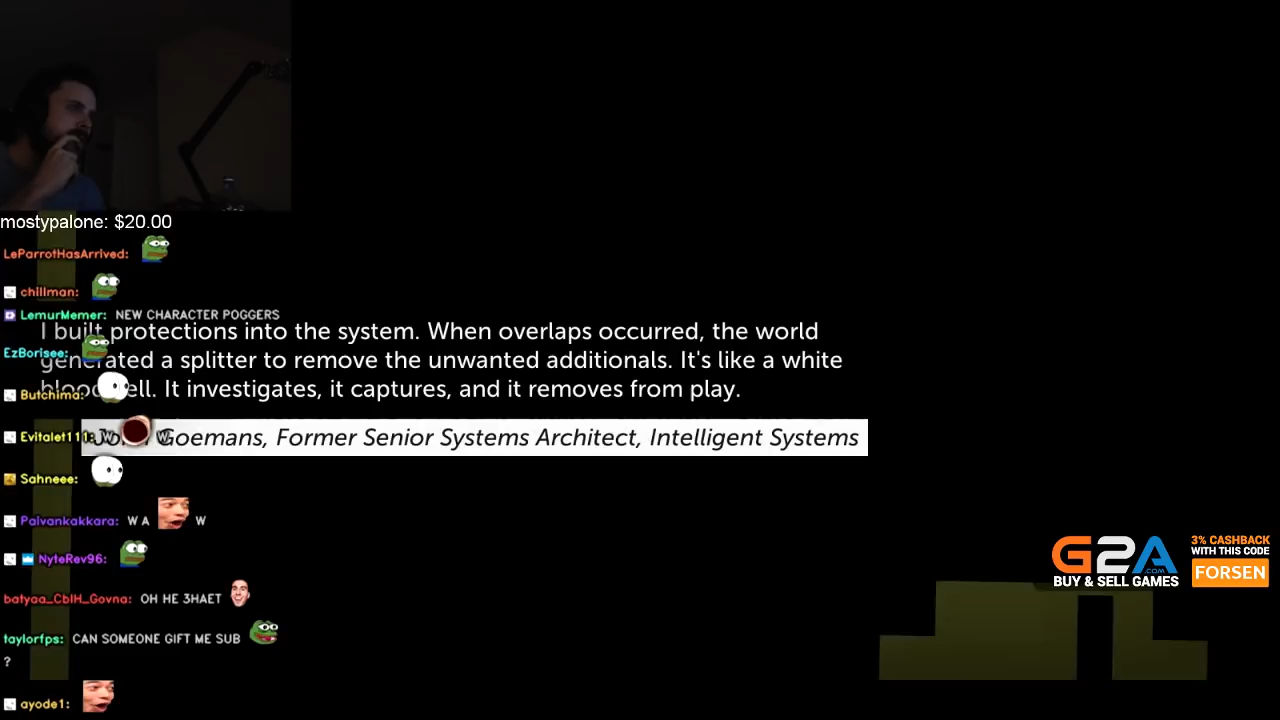 mostypalone: $20.00
LeParrotHasArrived:
chillman:
LemurMemer: NEW CHARACTER POGGERS
I built protections into the system. When overlaps occurred, the world
EzBorisee:
generated a splitter to remove the unwanted additionals. It's like a white
Butchima:
blood cell. It investigates, it captures, and it removes from play.
Evitalet111: W W
Goemans, Former Senior Systems Architect, Intelligent Systems
Sahneee:
Paivankakkara: W A W
NyteRev96:
batyaa_CbIH_Govna: OH HE 3HAET
taylorfps: CAN SOMEONE GIFT ME SUB
?
ayode1:
G2A
.COM
BUY & SELL GAMES
3% CASHBACK
WITH THIS CODE
FORSEN